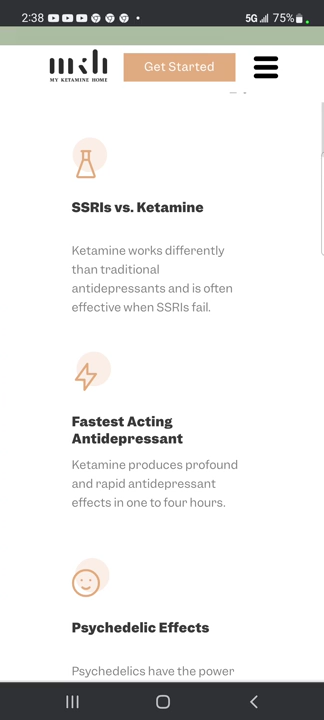 2:38
5G 75%
mkh
MY KETAMINE HOME
Get Started
SSRIs vs. Ketamine
Ketamine works differently
than traditional
antidepressants and is often
effective when SSRIs fail.
Fastest Acting
Antidepressant
Ketamine produces profound
and rapid antidepressant
effects in one to four hours.
Psychedelic Effects
Psychedelics have the power